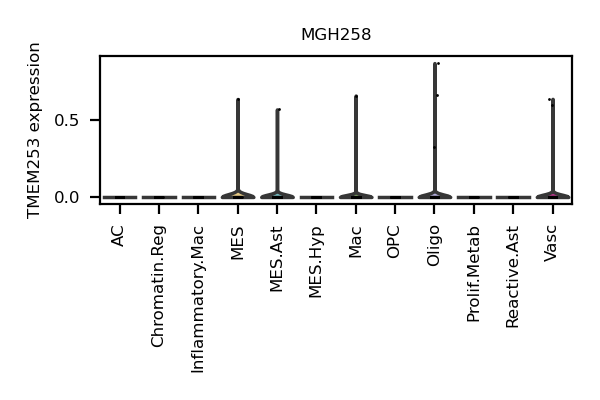 MGH258
TMEM253 expression
0.5
0.0
AC
Chromatin.Reg
Inflammatory.Mac
MES
MES.Ast
MES.Hyp
Mac
OPC
Oligo
Prolif.Metab
Reactive.Ast
Vasc